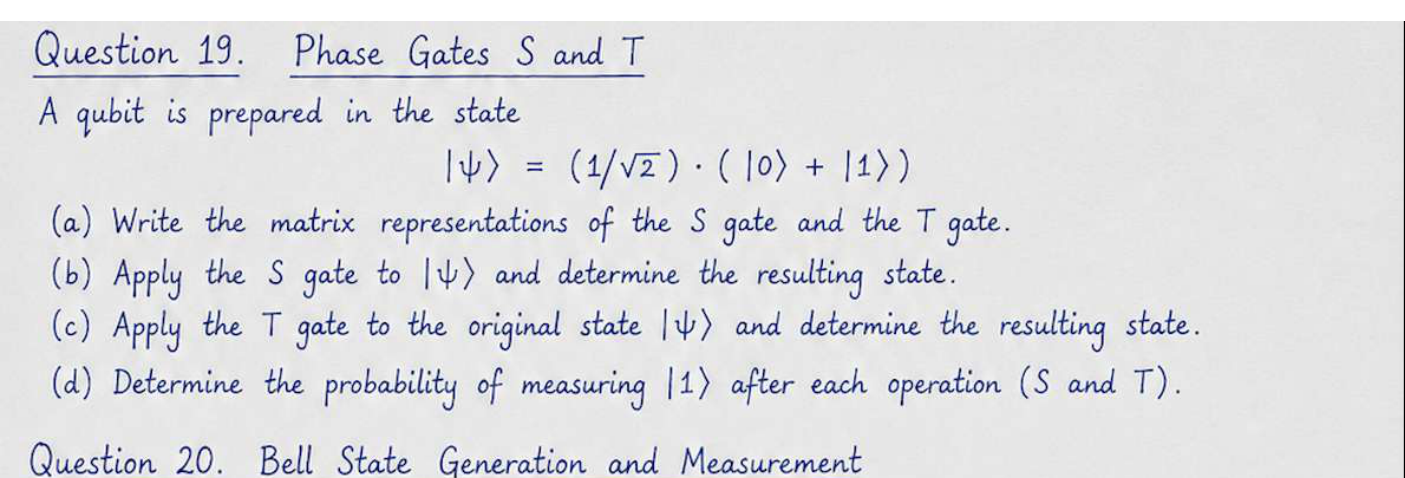 Question 19. Phase Gates S and T
A qubit is prepared in the state
|ψ⟩ = (1/√2) · ( |0⟩ + |1⟩)
(a) Write the matrix representations of the S gate and the T gate.
(b) Apply the S gate to |ψ⟩ and determine the resulting state.
(c) Apply the T gate to the original state |ψ⟩ and determine the resulting state.
(d) Determine the probability of measuring |1⟩ after each operation (S and T).
Question 20. Bell State Generation and Measurement